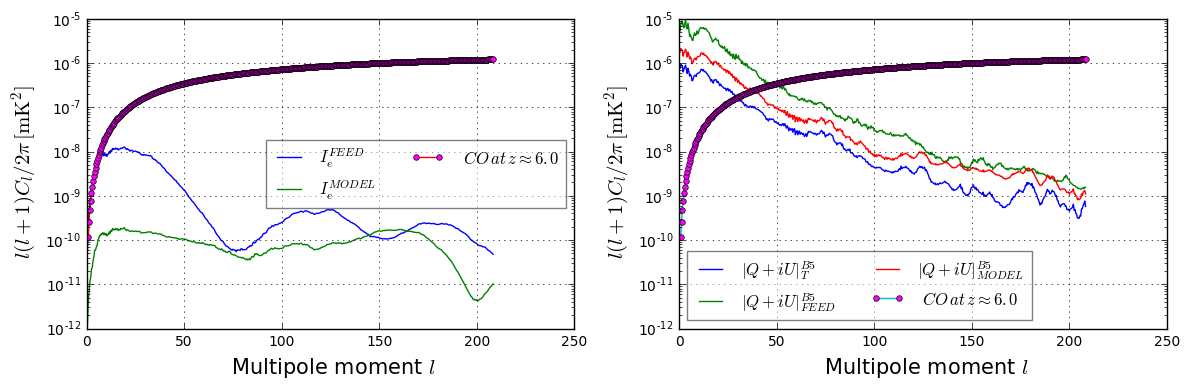 10^-5
10^-6
10^-7
10^-8
10^-9
10^-10
10^-11
10^-12
l(l+1)C_l/2π [mK^2]
I_e^FEED
CO at z≈6.0
I_e^MODEL
0 50 100 150 200 250
Multipole moment l
10^-5
10^-6
10^-7
10^-8
10^-9
10^-10
10^-11
10^-12
l(l+1)C_l/2π [mK^2]
|Q+iU|_T^B5
|Q+iU|_MODEL^B5
|Q+iU|_FEED^B5
CO at z≈6.0
0 50 100 150 200 250
Multipole moment l